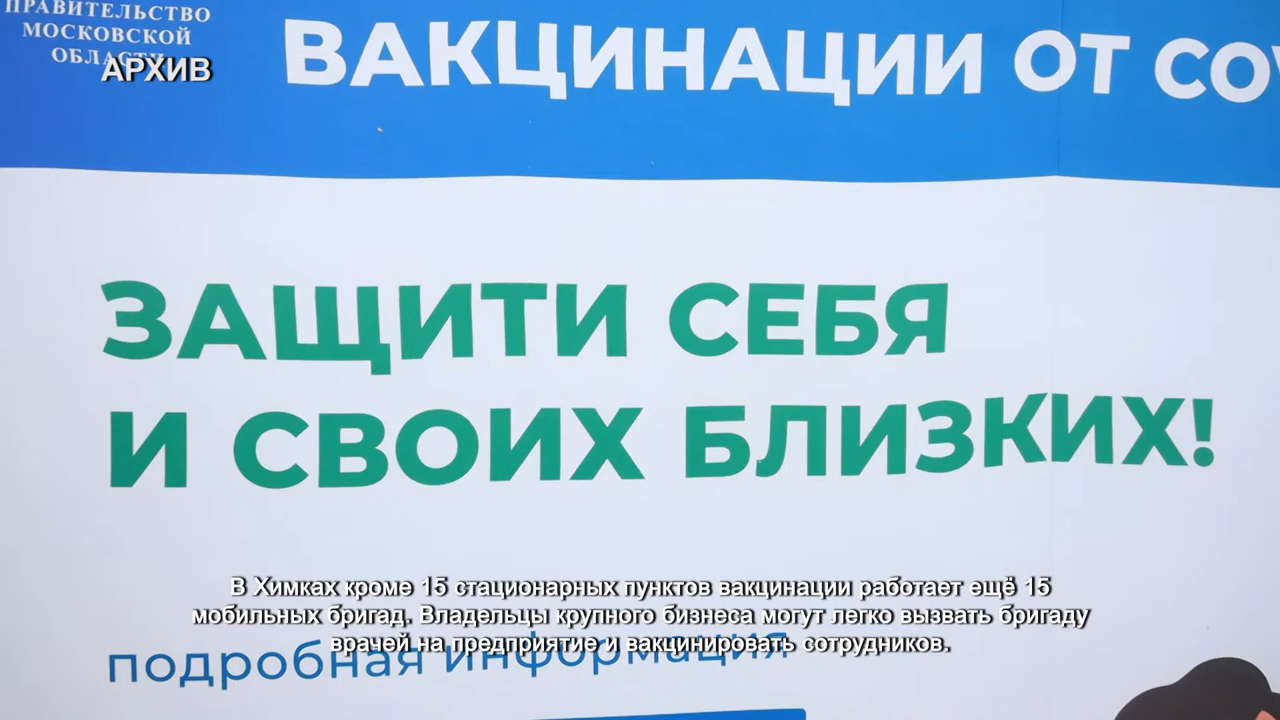 ПРАВИТЕЛЬСТВО
МОСКОВСКОЙ
ОБЛАСТИ
АРХИВ
ВАКЦИНАЦИИ ОТ COV
ЗАЩИТИ СЕБЯ
И СВОИХ БЛИЗКИХ!
В Химках кроме 15 стационарных пунктов вакцинации работает ещё 15
мобильных бригад. Владельцы крупного бизнеса могут легко вызвать бригаду
врачей на предприятие и вакцинировать сотрудников.
подробная информация